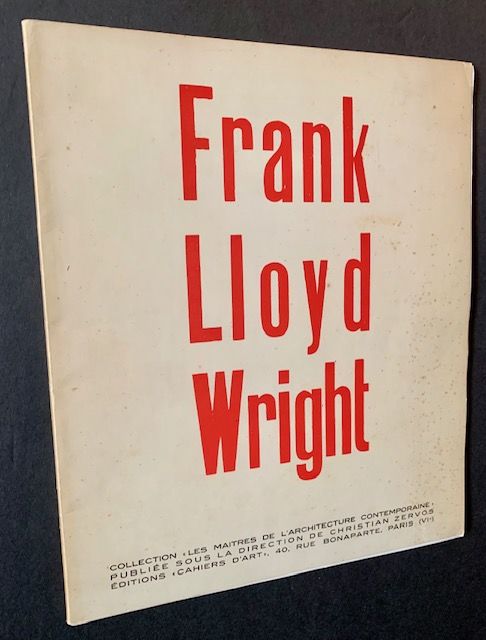 Frank
Lloyd
Wright
COLLECTION «LES MAITRES DE L'ARCHITECTURE CONTEMPORAINE»
PUBLIÉE SOUS LA DIRECTION DE CHRISTIAN ZERVOS
ÉDITIONS «CAHIERS D'ART», 40, RUE BONAPARTE, PARIS (VIᵉ)